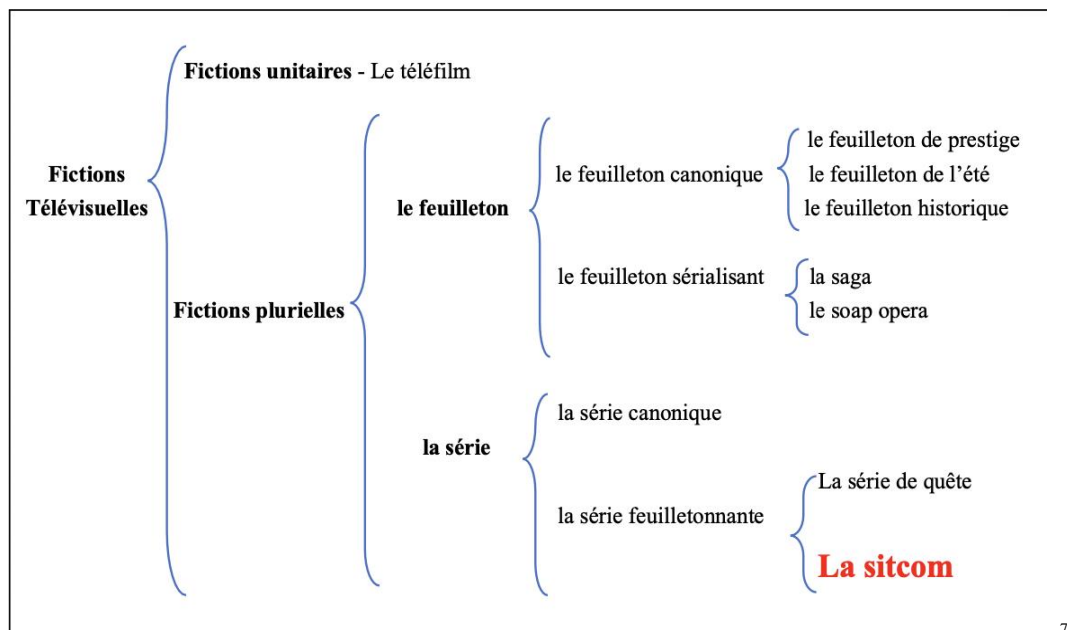 Fictions unitaires - Le téléfilm
Fictions
Télévisuelles
Fictions plurielles
le feuilleton
le feuilleton canonique
le feuilleton de prestige
le feuilleton de l'été
le feuilleton historique
le feuilleton sérialisant
la saga
le soap opera
la série
la série canonique
la série feuilletonnante
La série de quête
La sitcom
7